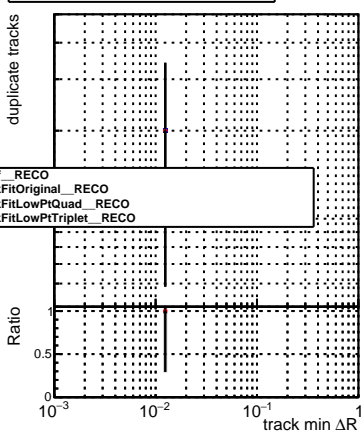 duplicate tracks
__RECO
FitOriginal__RECO
FitLowPtQuad__RECO
FitLowPtTriplet__RECO
Ratio
1
0.5
0
10⁻³ 10⁻² 10⁻¹ 1
track min ΔR